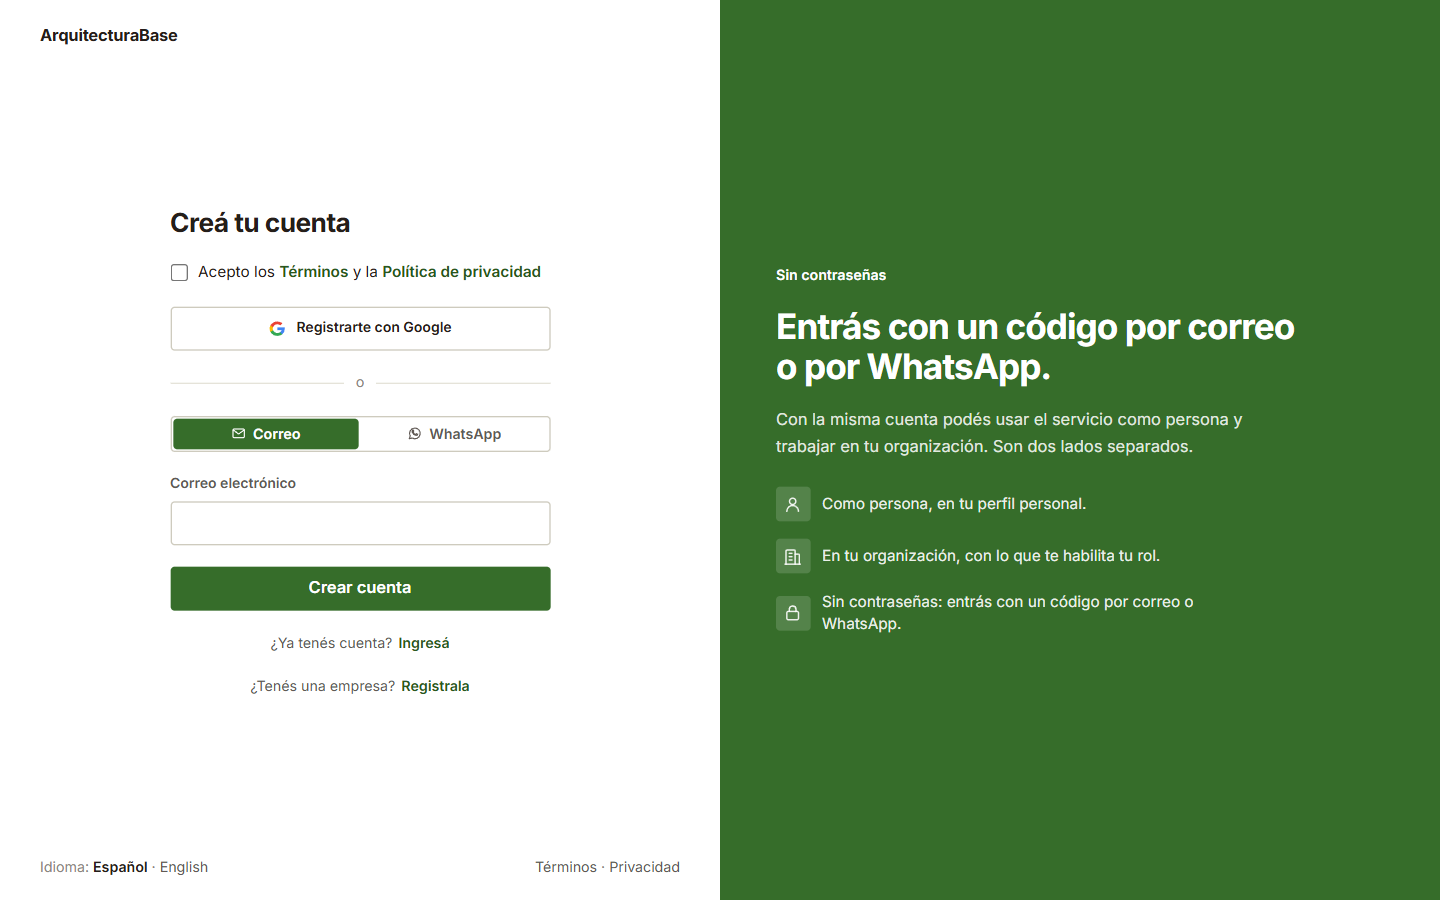 ArquitecturaBase
Creá tu cuenta
Acepto los Términos y la Política de privacidad
Registrarte con Google
o
Correo
WhatsApp
Correo electrónico
Crear cuenta
¿Ya tenés cuenta? Ingresá
¿Tenés una empresa? Registrala
Idioma: Español · English
Términos · Privacidad
Sin contraseñas
Entrás con un código por correo
o por WhatsApp.
Con la misma cuenta podés usar el servicio como persona y
trabajar en tu organización. Son dos lados separados.
Como persona, en tu perfil personal.
En tu organización, con lo que te habilita tu rol.
Sin contraseñas: entrás con un código por correo o
WhatsApp.